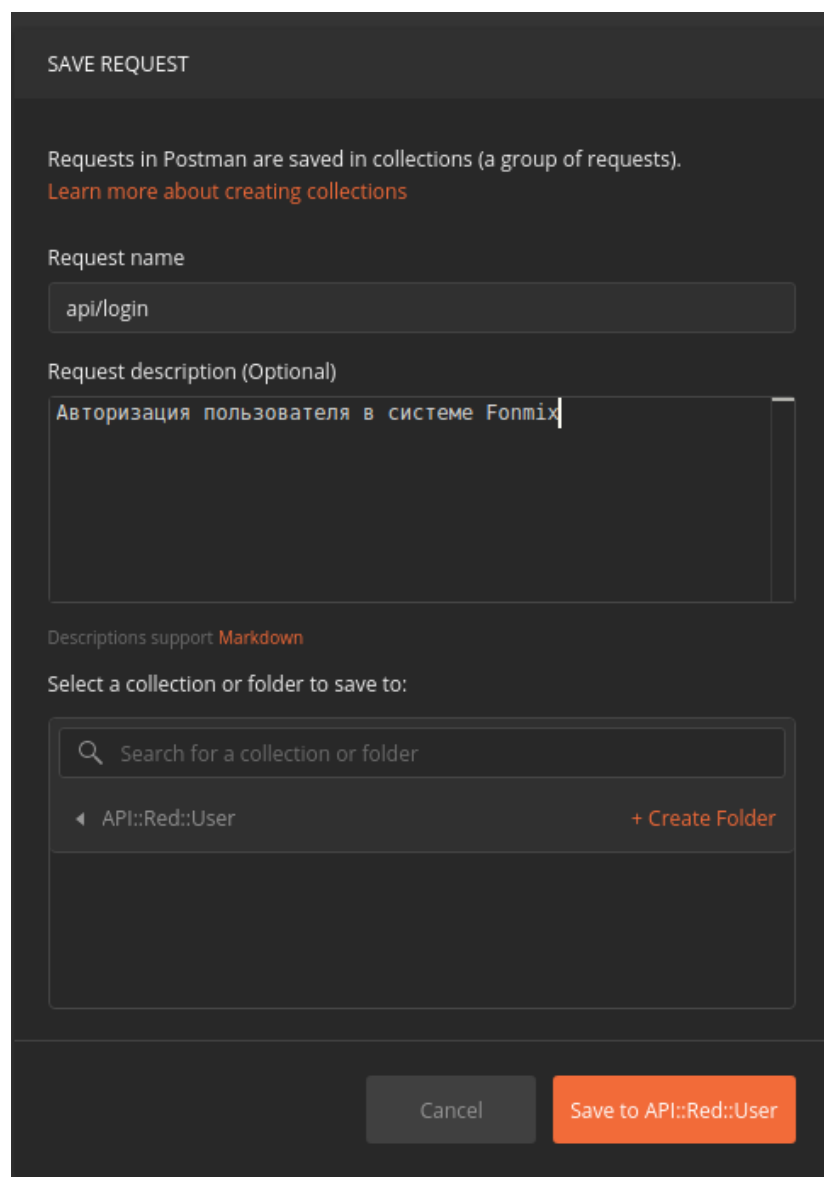 SAVE REQUEST
Requests in Postman are saved in collections (a group of requests).
Learn more about creating collections
Request name
api/login
Request description (Optional)
Авторизация пользователя в системе Fonmix
Descriptions support Markdown
Select a collection or folder to save to:
Search for a collection or folder
API::Red::User + Create Folder
Cancel Save to API::Red::User